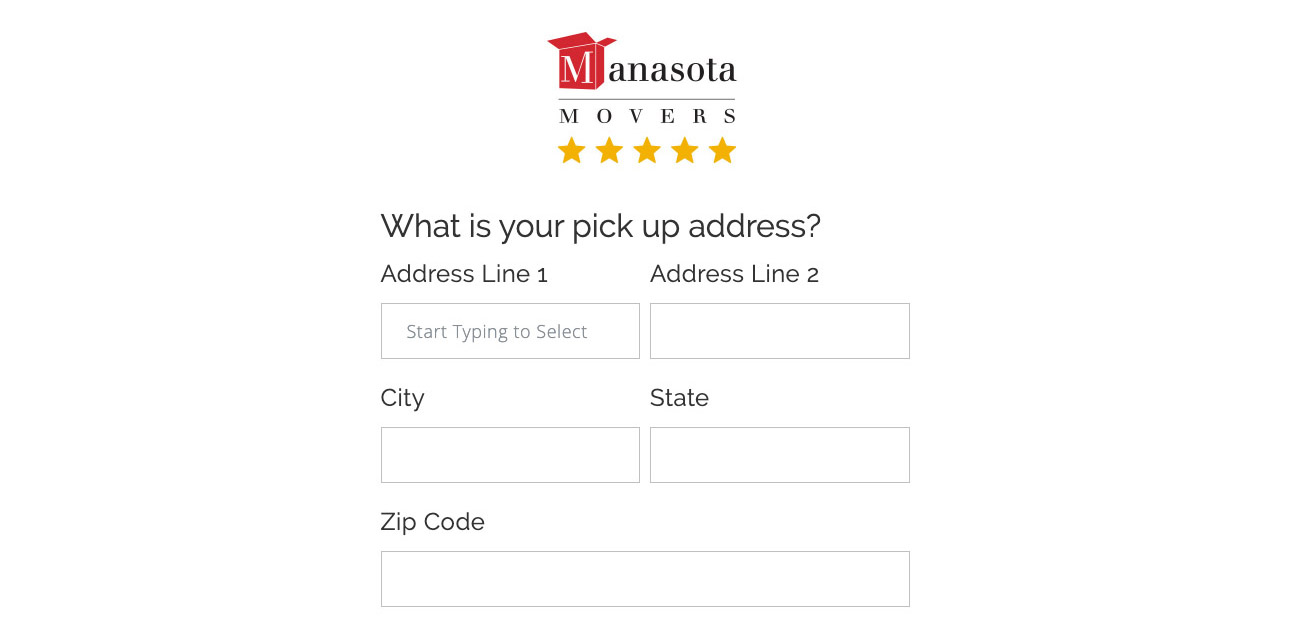 Manasota
MOVERS
What is your pick up address?
Address Line 1
Address Line 2
Start Typing to Select
City
State
Zip Code